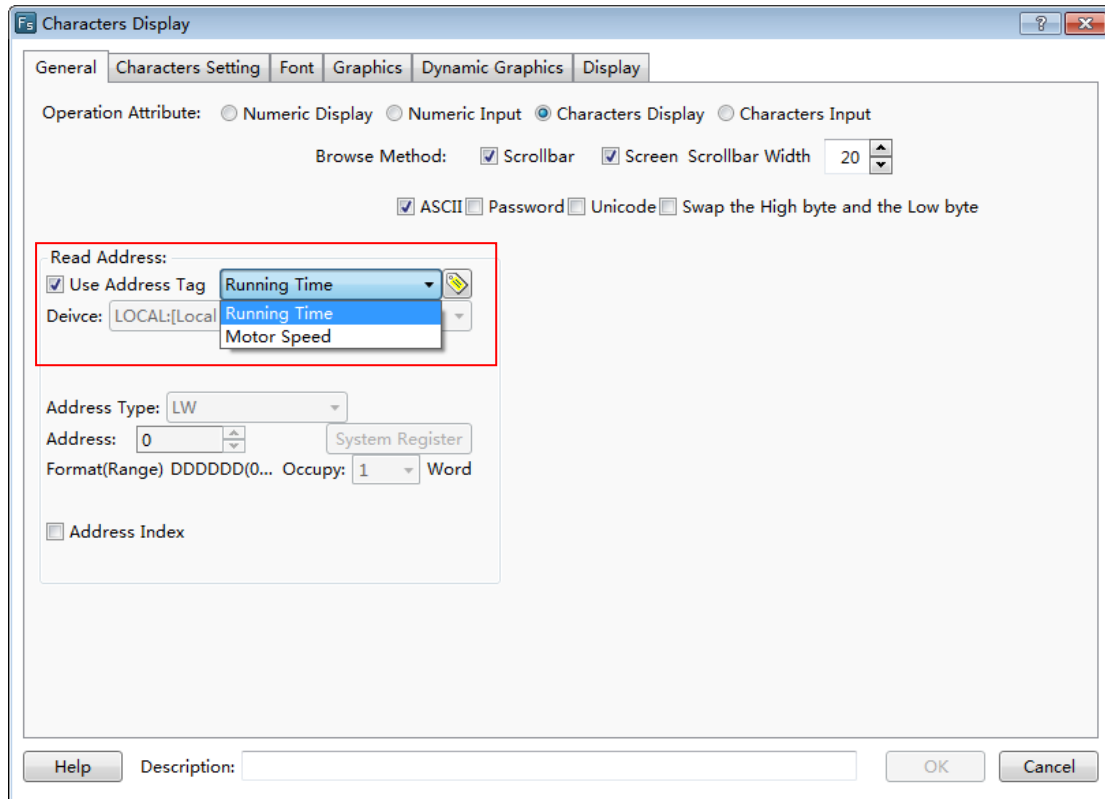 Fs Characters Display
General Characters Setting Font Graphics Dynamic Graphics Display
Operation Attribute: Numeric Display Numeric Input Characters Display Characters Input
Browse Method: Scrollbar Screen Scrollbar Width 20
ASCII Password Unicode Swap the High byte and the Low byte
Read Address:
Use Address Tag Running Time
Deivce: LOCAL:[Local Running Time
Motor Speed
Address Type: LW
Address: 0 System Register
Format(Range) DDDDDD(0... Occupy: 1 Word
Address Index
Help Description: OK Cancel